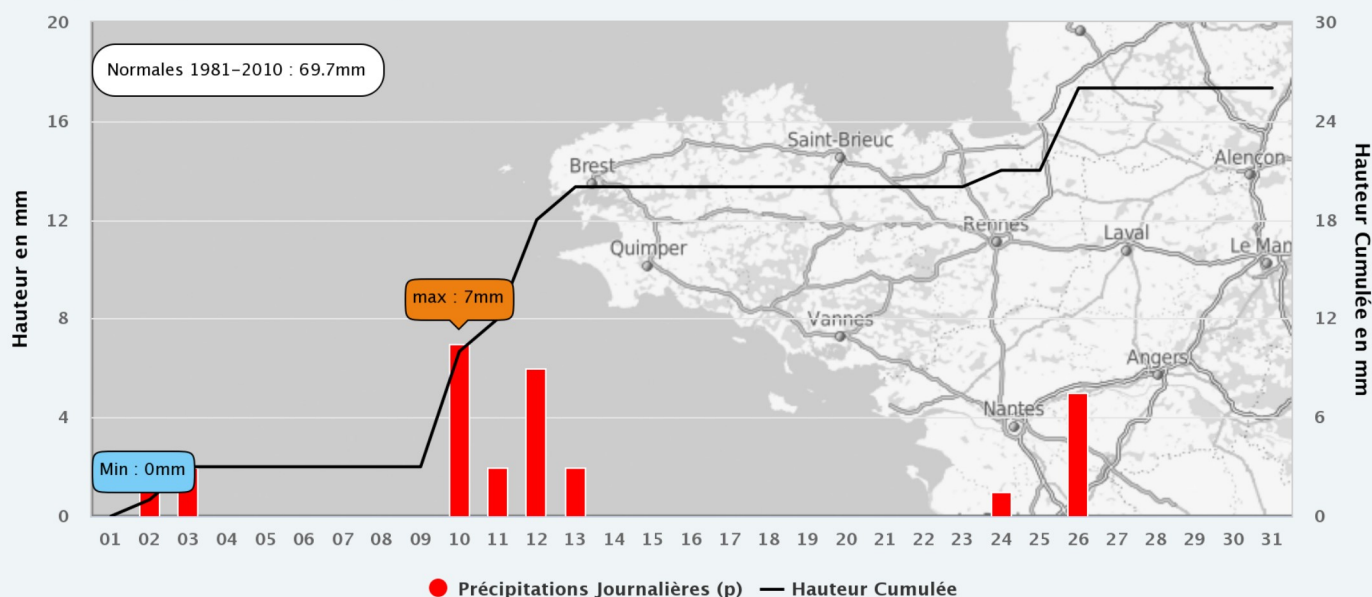 Normales 1981-2010 : 69.7mm
max : 7mm
Min : 0mm
Hauteur en mm
20
16
12
8
4
0
Hauteur Cumulée en mm
30
24
18
12
6
0
Brest
Saint-Brieuc
Alençon
Quimper
Rennes
Laval
Le Man
Vannes
Angers
Nantes
01 02 03 04 05 06 07 08 09 10 11 12 13 14 15 16 17 18 19 20 21 22 23 24 25 26 27 28 29 30 31
Précipitations Journalières (p) Hauteur Cumulée